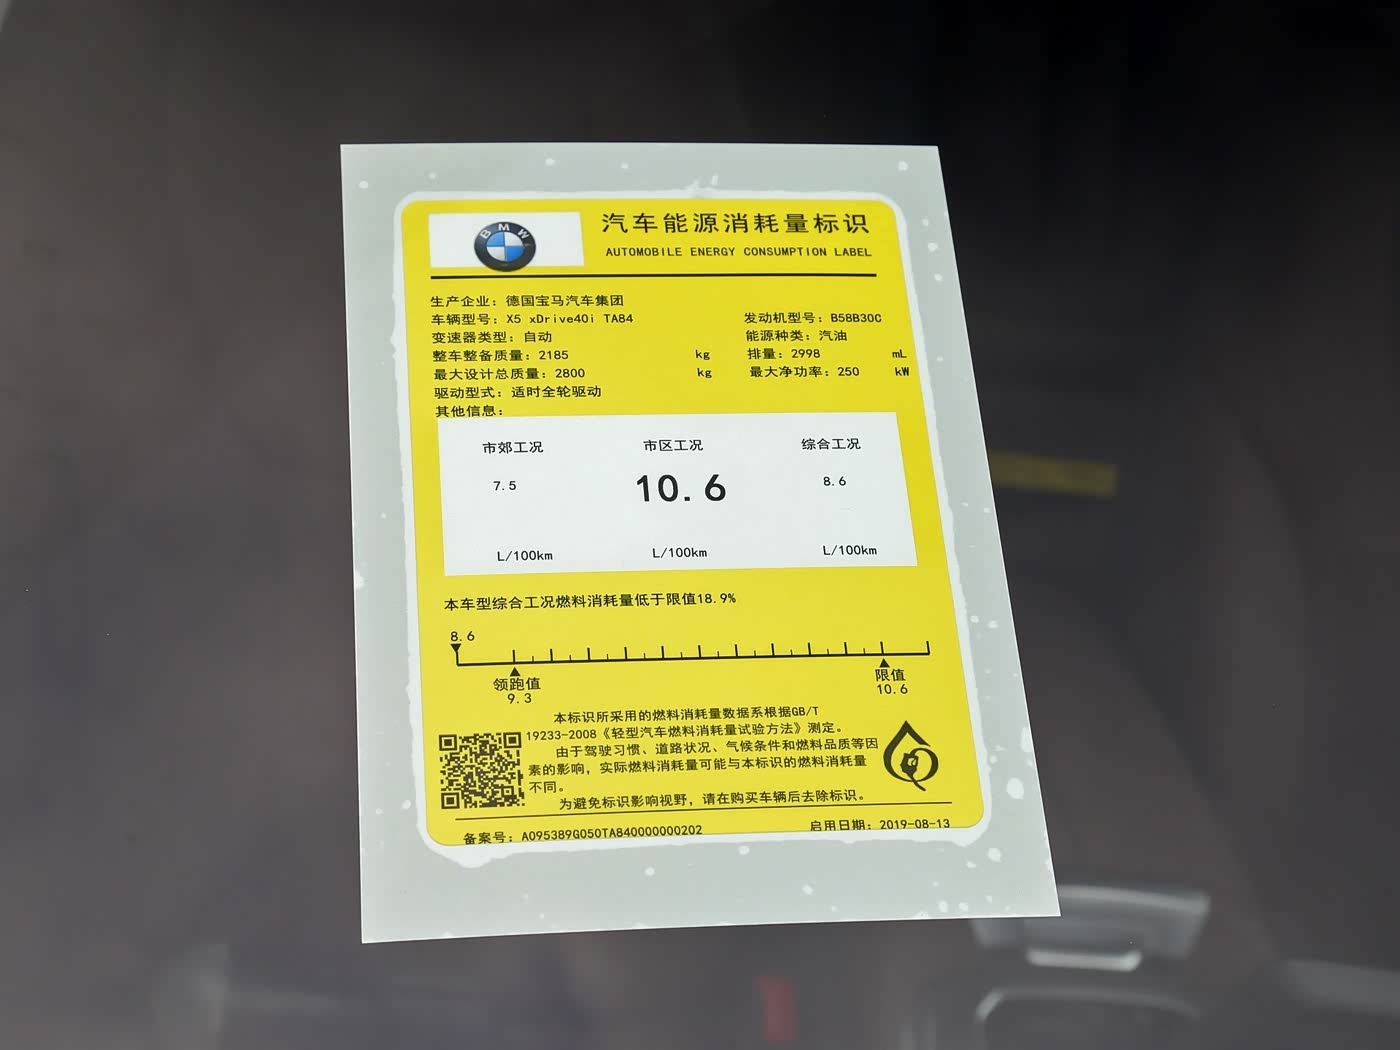 BMW
汽车能源消耗量标识
AUTOMOBILE ENERGY CONSUMPTION LABEL
生产企业：德国宝马汽车集团
车辆型号：X5 xDrive40i TA84 发动机型号：B58B30C
变速器类型：自动 能源种类：汽油
整车整备质量：2185 kg 排量：2998 mL
最大设计总质量：2800 kg 最大净功率：250 kW
驱动型式：适时全轮驱动
其他信息：
市郊工况 市区工况 综合工况
7.5 10.6 8.6
L/100km L/100km L/100km
本车型综合工况燃料消耗量低于限值18.9%
8.6
领跑值 限值
9.3 10.6
本标识所采用的燃料消耗量数据系根据GB/T
19233-2008《轻型汽车燃料消耗量试验方法》测定。
由于驾驶习惯、道路状况、气候条件和燃料品质等因
素的影响，实际燃料消耗量可能与本标识的燃料消耗量
不同。
为避免标识影响视野，请在购买车辆后去除标识。
备案号：A095389G050TA840000000202 启用日期：2019-08-13